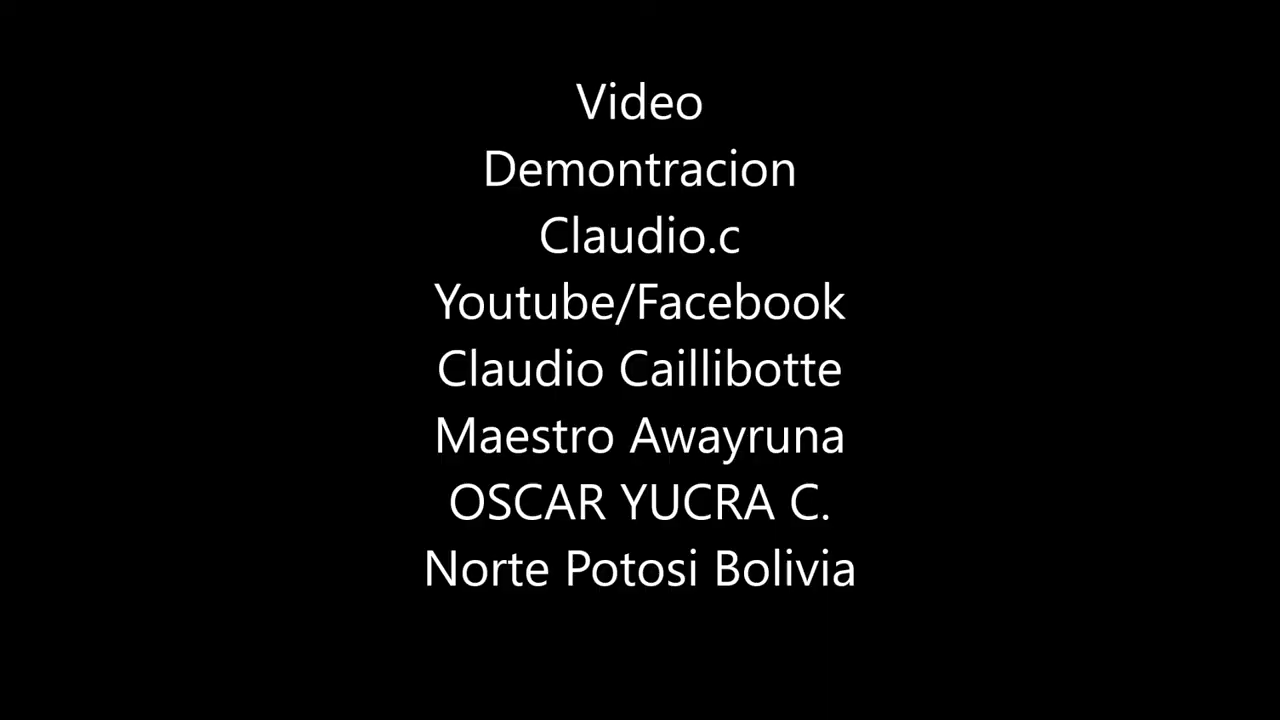 Video
Demontracion
Claudio.c
Youtube/Facebook
Claudio Caillibotte
Maestro Awayruna
OSCAR YUCRA C.
Norte Potosi Bolivia